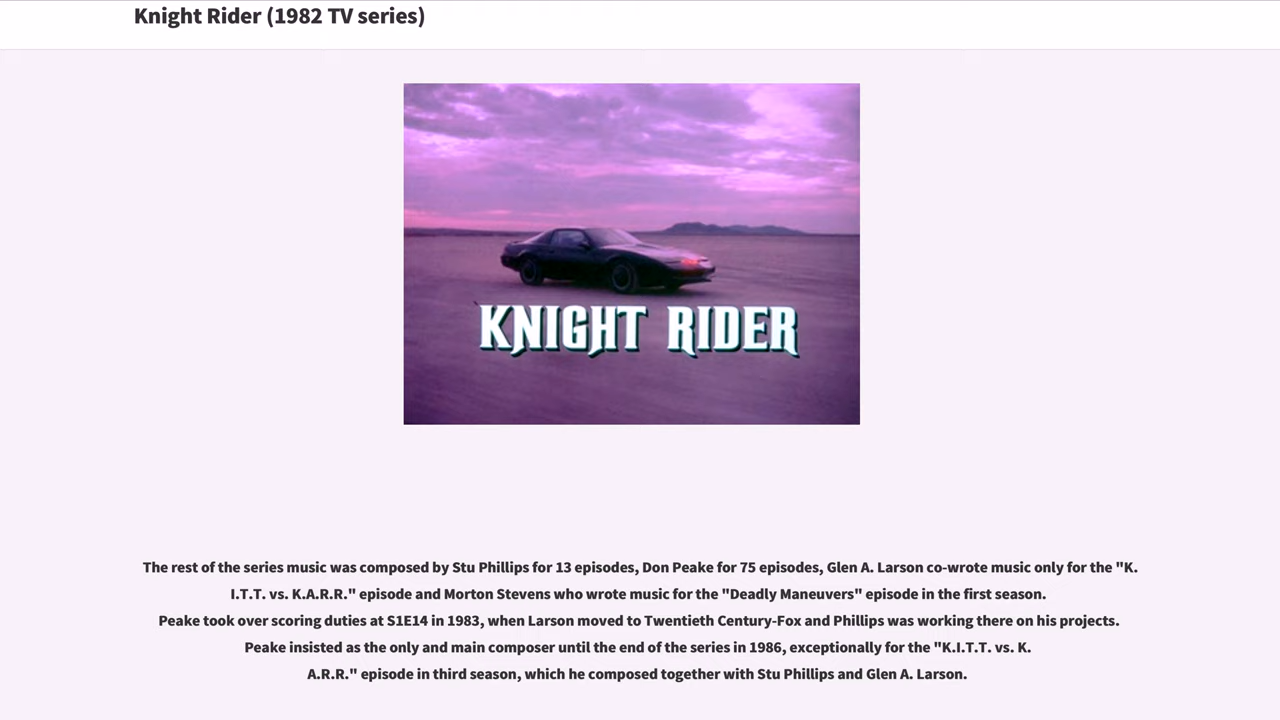 Knight Rider (1982 TV series)
KNIGHT RIDER
The rest of the series music was composed by Stu Phillips for 13 episodes, Don Peake for 75 episodes, Glen A. Larson co-wrote music only for the "K.
I.T.T. vs. K.A.R.R." episode and Morton Stevens who wrote music for the "Deadly Maneuvers" episode in the first season.
Peake took over scoring duties at S1E14 in 1983, when Larson moved to Twentieth Century-Fox and Phillips was working there on his projects.
Peake insisted as the only and main composer until the end of the series in 1986, exceptionally for the "K.I.T.T. vs. K.
A.R.R." episode in third season, which he composed together with Stu Phillips and Glen A. Larson.